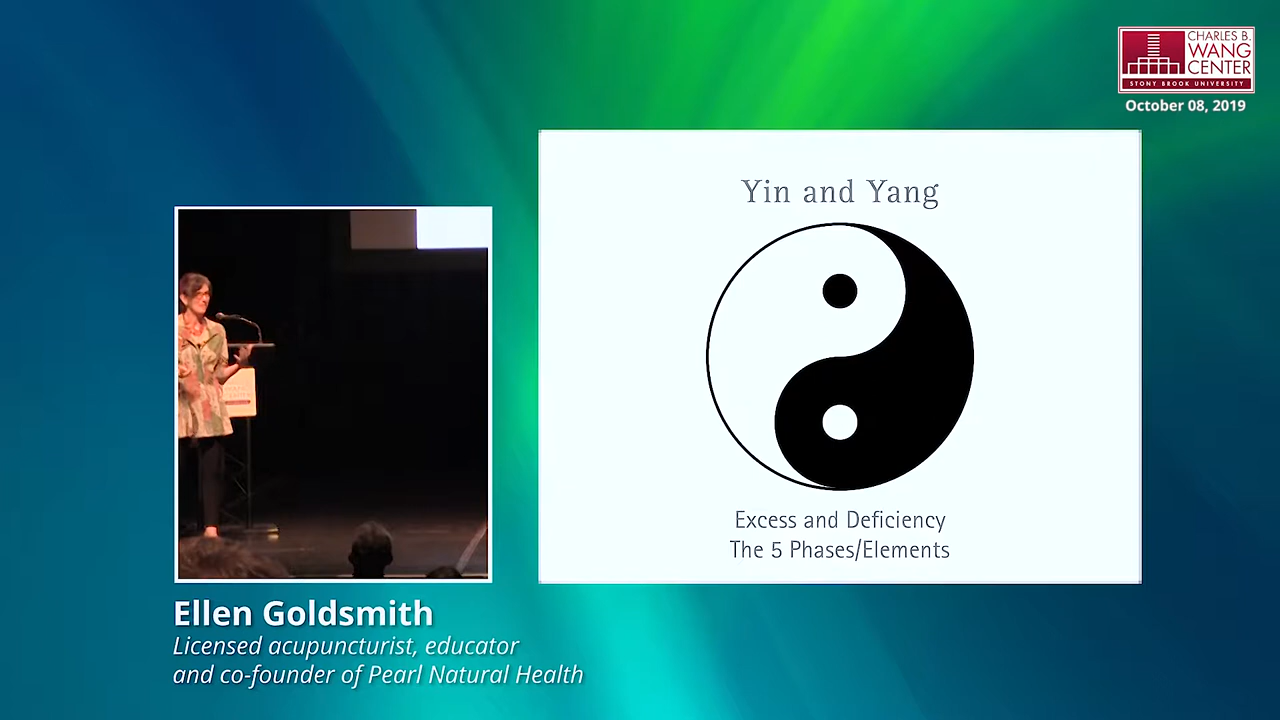 CHARLES B.
WANG
CENTER
STONY BROOK UNIVERSITY
October 08, 2019
Yin and Yang
Excess and Deficiency
The 5 Phases/Elements
Ellen Goldsmith
Licensed acupuncturist, educator
and co-founder of Pearl Natural Health